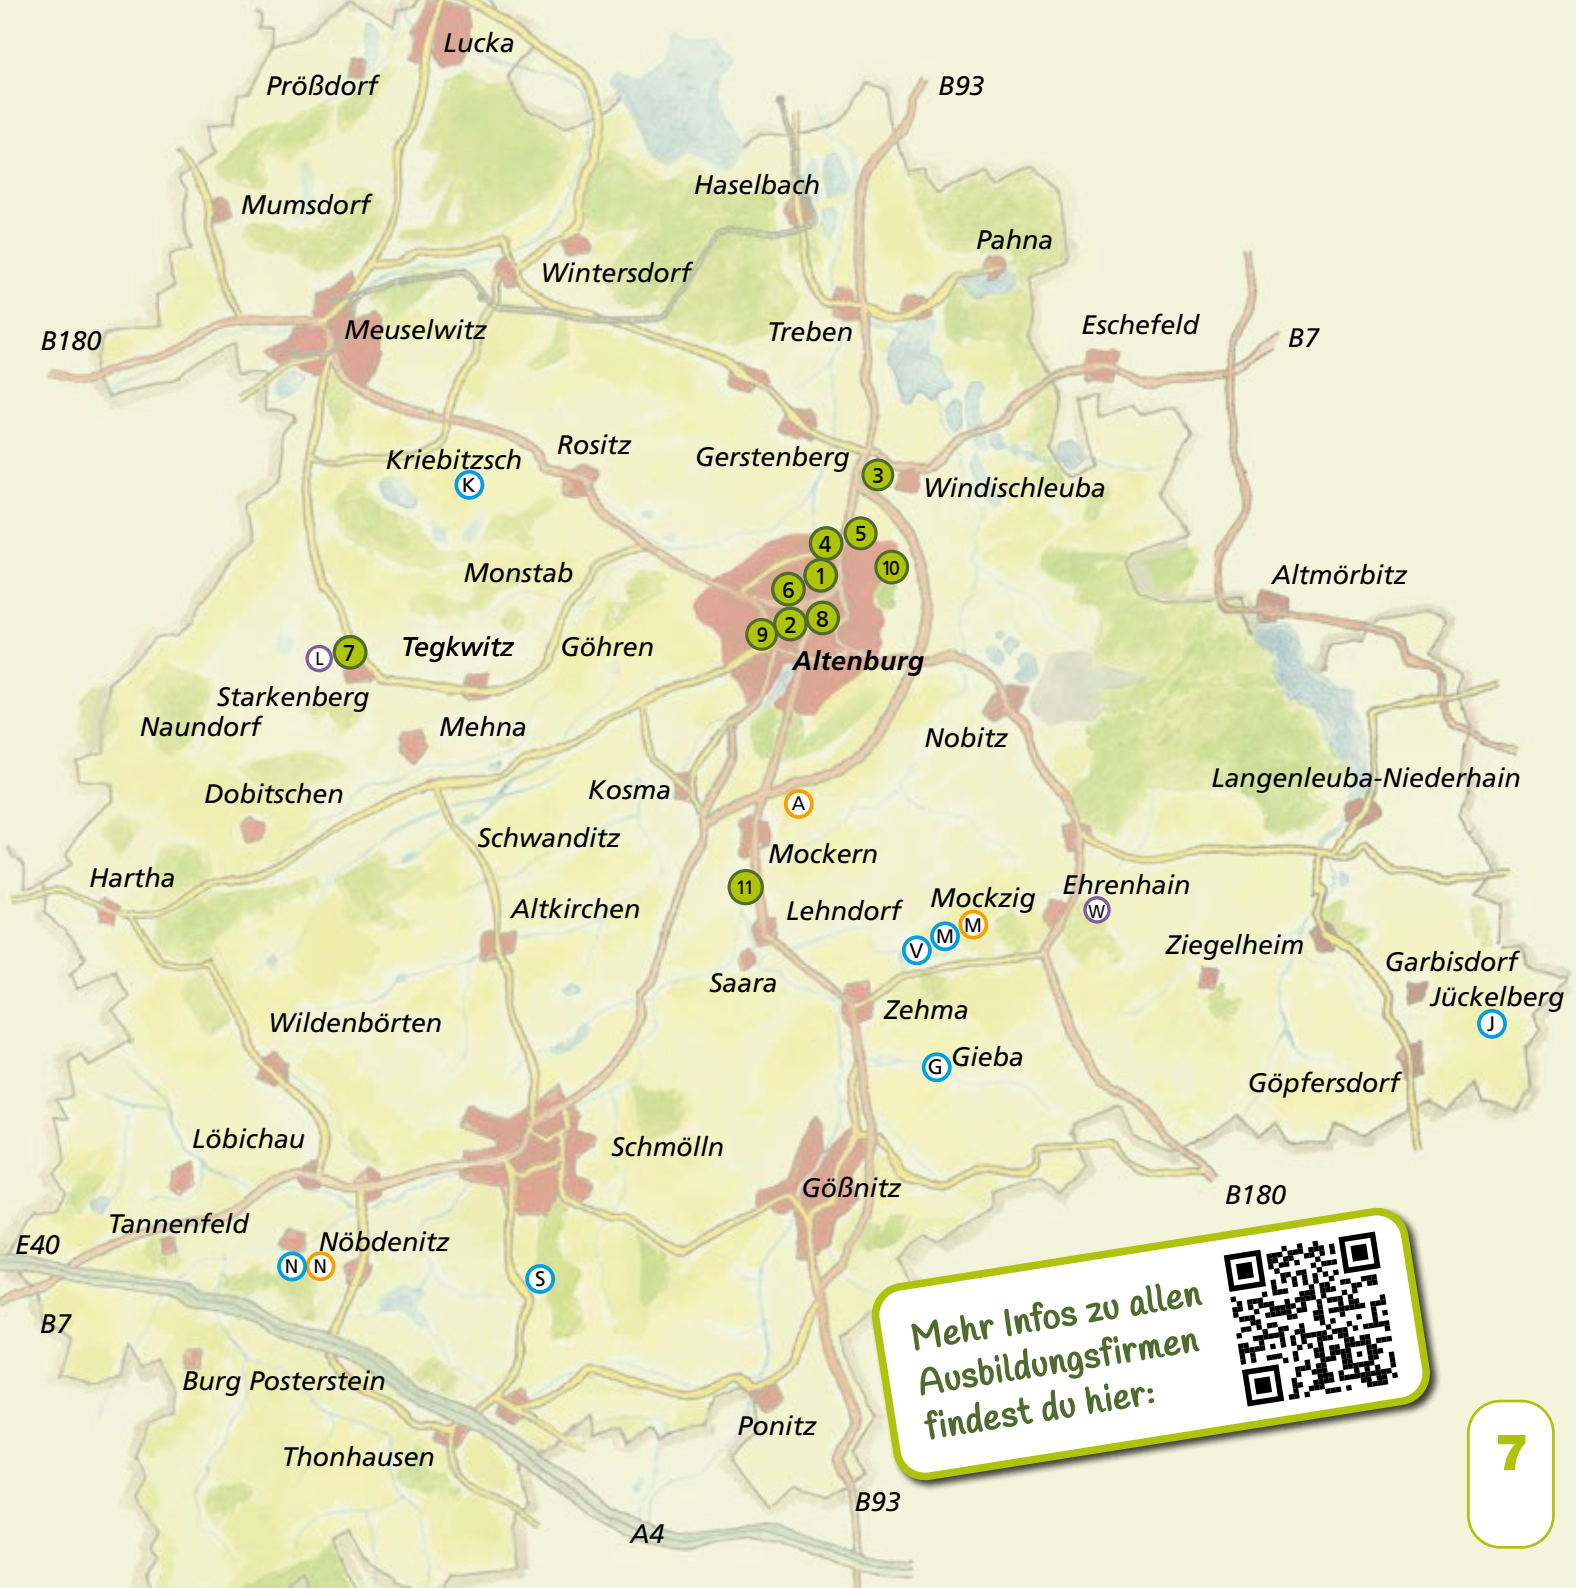 Lucka
Prößdorf
B93
Haselbach
Mumsdorf
Pahna
Wintersdorf
Eschefeld
Meuselwitz
Treben
B180
B7
Rositz
Kriebitzsch
Gerstenberg
K
3
Windischleuba
5
4
10
Monstab
1
Altmörbitz
6
8
2
9
Tegkwitz
Göhren
7
L
Altenburg
Starkenberg
Naundorf
Mehna
Nobitz
Langenleuba-Niederhain
Kosma
Dobitschen
A
Schwanditz
Mockern
Hartha
11
Ehrenhain
Mockzig
Altkirchen
Lehndorf
W
M
M
V
Ziegelheim
Garbisdorf
Saara
Jückelberg
Zehma
Wildenbörten
J
Gieba
G
Göpfersdorf
Löbichau
Schmölln
Gößnitz
B180
Tannenfeld
Nöbdenitz
E40
N
N
S
B7
Mehr Infos zu allen
Ausbildungsfirmen
findest du hier:
Burg Posterstein
Ponitz
Thonhausen
7
B93
A4